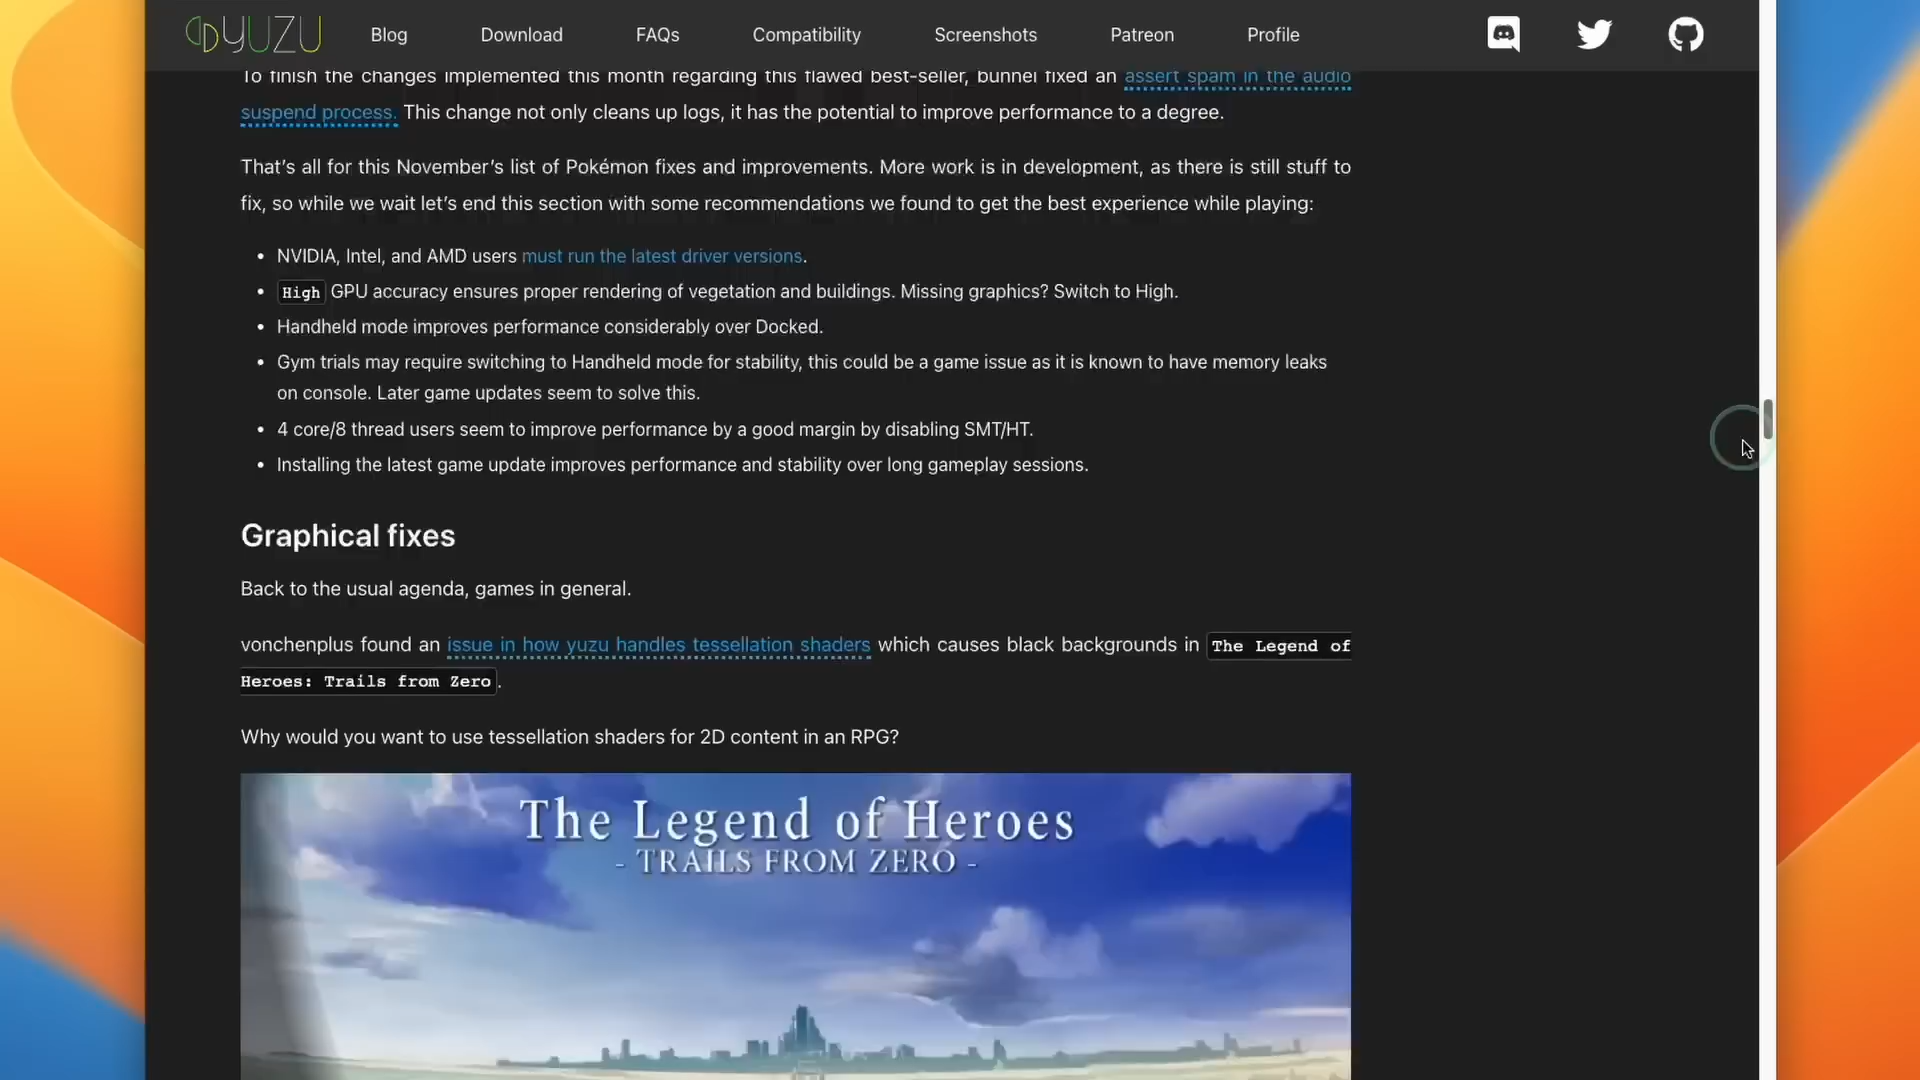 YUZU Blog Download FAQs Compatibility Screenshots Patreon Profile
To finish the changes implemented this month regarding this flawed best-seller, bunnei fixed an assert spam in the audio
suspend process. This change not only cleans up logs, it has the potential to improve performance to a degree.
That’s all for this November’s list of Pokémon fixes and improvements. More work is in development, as there is still stuff to
fix, so while we wait let’s end this section with some recommendations we found to get the best experience while playing:
• NVIDIA, Intel, and AMD users must run the latest driver versions.
• High GPU accuracy ensures proper rendering of vegetation and buildings. Missing graphics? Switch to High.
• Handheld mode improves performance considerably over Docked.
• Gym trials may require switching to Handheld mode for stability, this could be a game issue as it is known to have memory leaks
on console. Later game updates seem to solve this.
• 4 core/8 thread users seem to improve performance by a good margin by disabling SMT/HT.
• Installing the latest game update improves performance and stability over long gameplay sessions.
Graphical fixes
Back to the usual agenda, games in general.
vonchenplus found an issue in how yuzu handles tessellation shaders which causes black backgrounds in The Legend of
Heroes: Trails from Zero.
Why would you want to use tessellation shaders for 2D content in an RPG?
The Legend of Heroes
- TRAILS FROM ZERO -